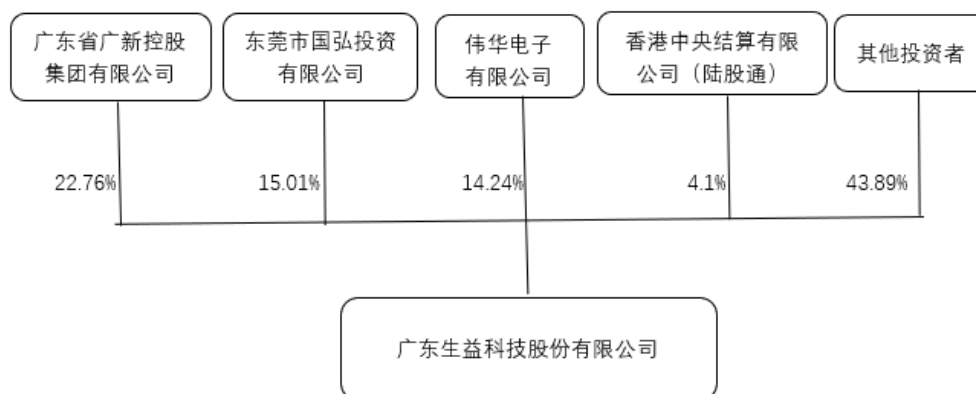 广东省广新控股
集团有限公司
东莞市国弘投资
有限公司
伟华电子
有限公司
香港中央结算有限
公司（陆股通）
其他投资者
22.76%
15.01%
14.24%
4.1%
43.89%
广东生益科技股份有限公司